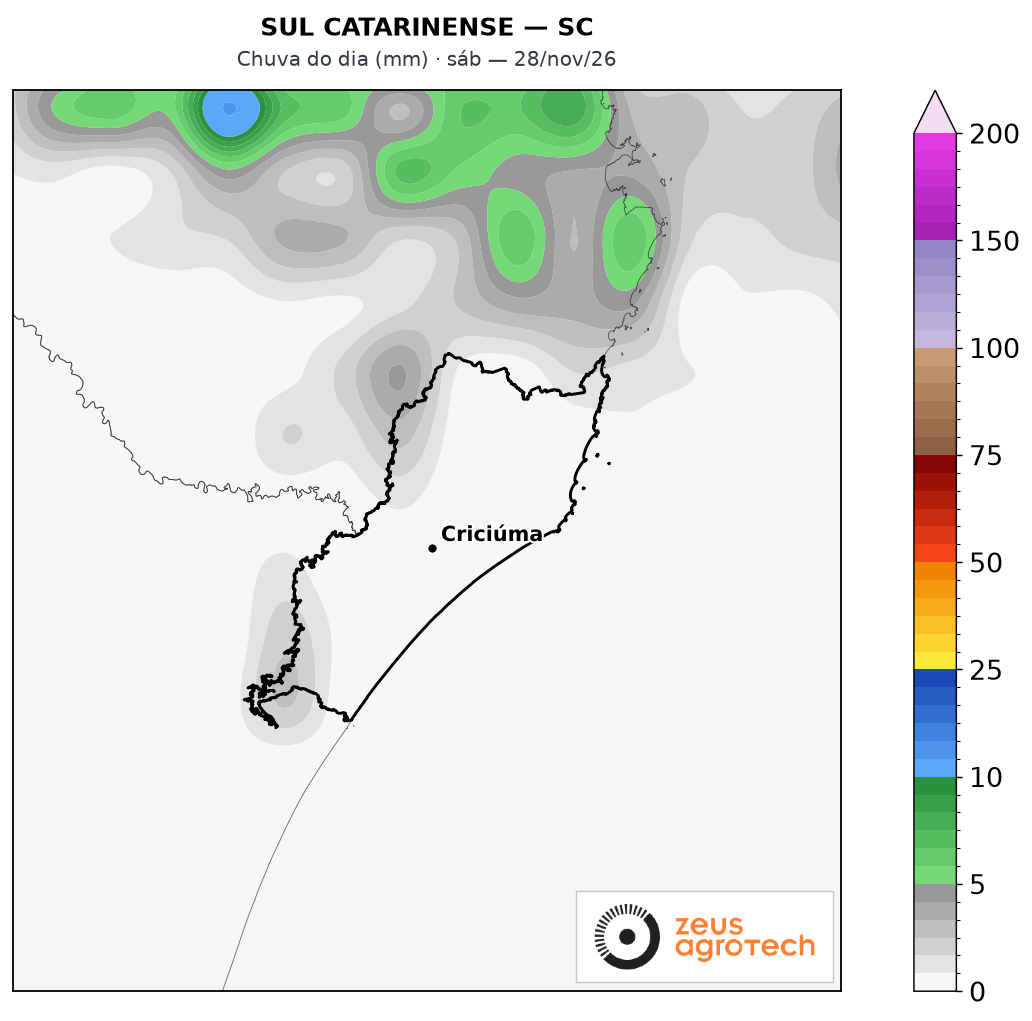 SUL CATARINENSE — SC
Chuva do dia (mm) · sáb — 28/nov/26
200
150
100
75
50
25
10
5
0
Criciúma
zeus
agrotech